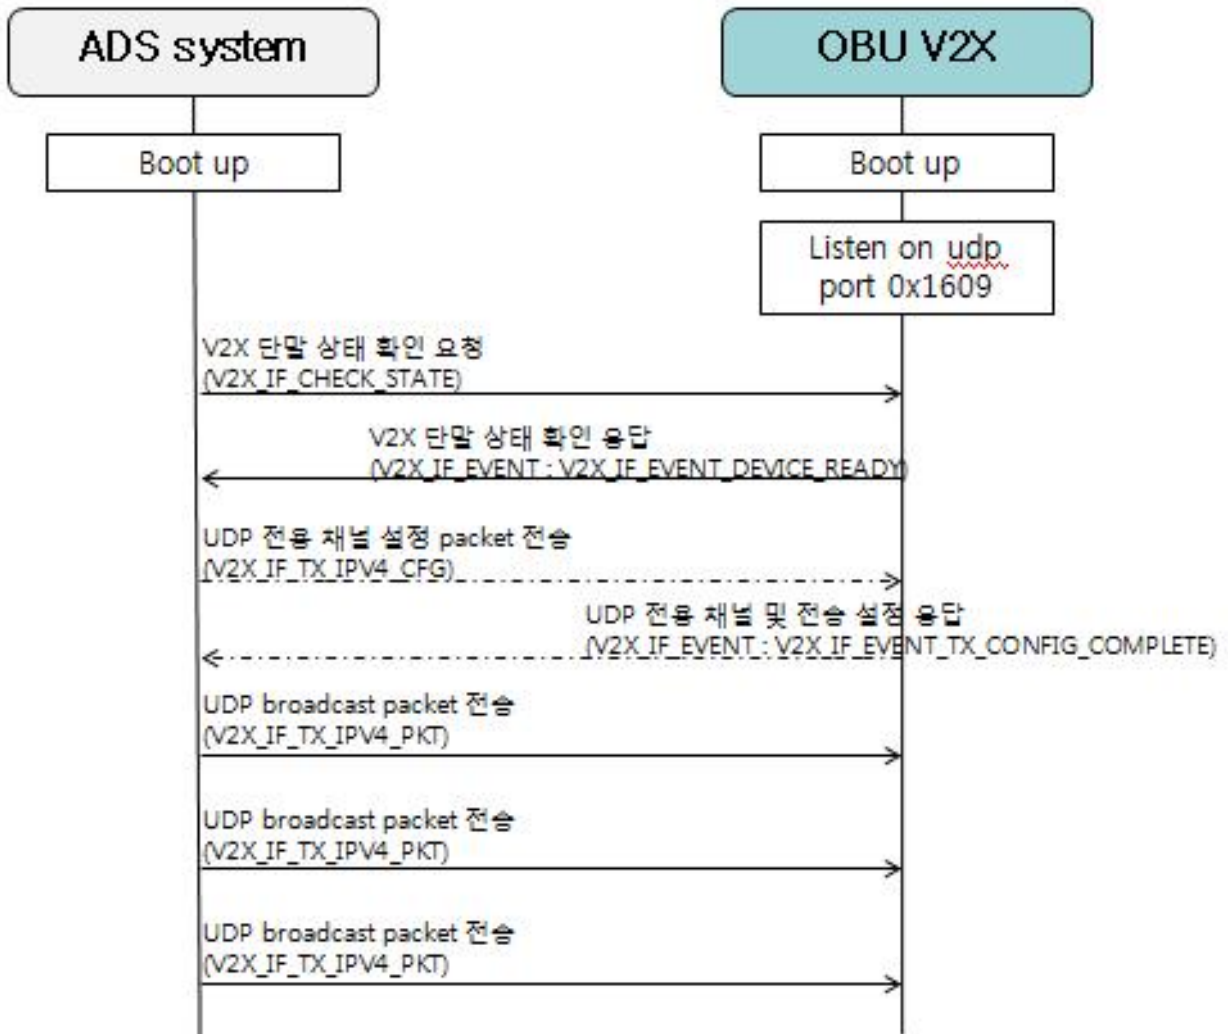 ADS system
OBU V2X
Boot up
Boot up
Listen on udp
port 0x1609
V2X 단말 상태 확인 요청
(V2X_IF_CHECK_STATE)
V2X 단말 상태 확인 응답
(V2X_IF_EVENT : V2X_IF_EVENT_DEVICE_READY)
UDP 전용 채널 설정 packet 전송
(V2X_IF_TX_IPV4_CFG)
UDP 전용 채널 및 전송 설정 응답
(V2X_IF_EVENT : V2X_IF_EVENT_TX_CONFIG_COMPLETE)
UDP broadcast packet 전송
(V2X_IF_TX_IPV4_PKT)
UDP broadcast packet 전송
(V2X_IF_TX_IPV4_PKT)
UDP broadcast packet 전송
(V2X_IF_TX_IPV4_PKT)